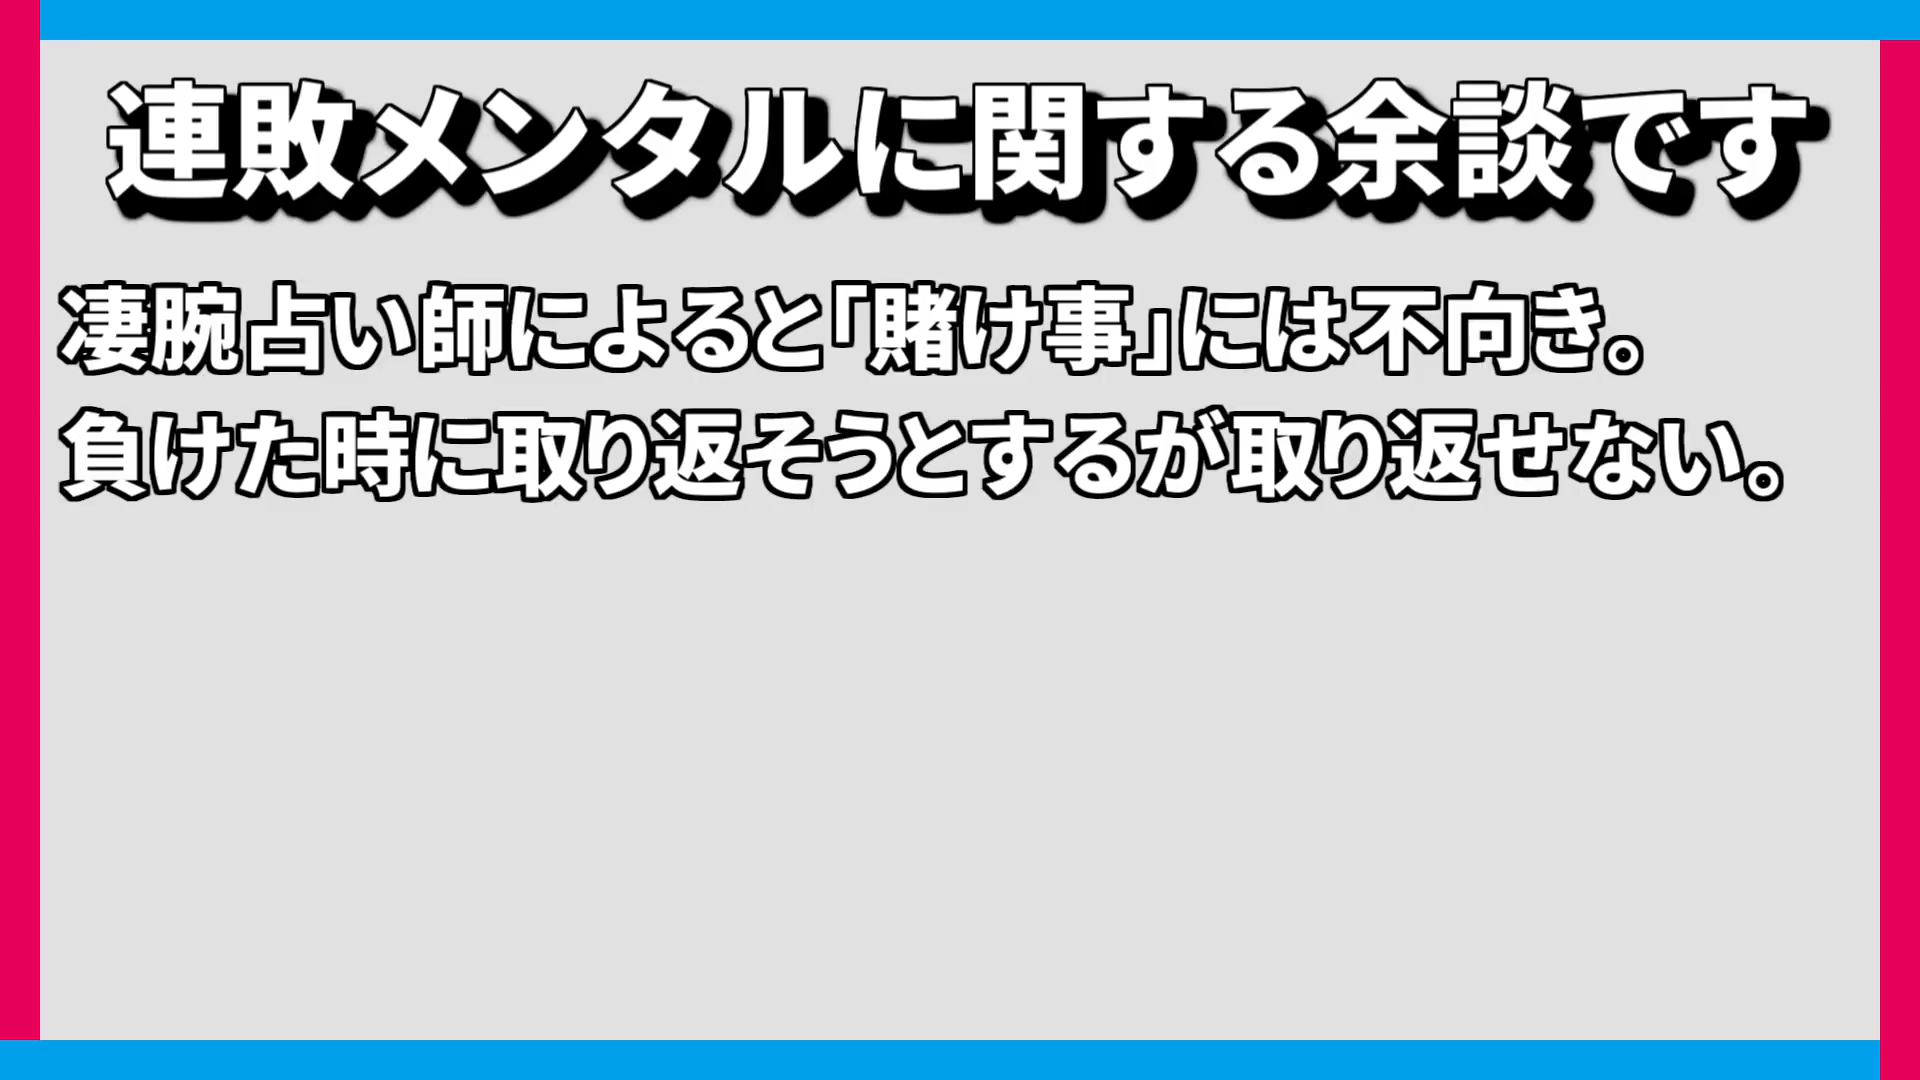 連敗メンタルに関する余談です
凄腕占い師によると「賭け事」には不向き。
負けた時に取り返そうとするが取り返せない。